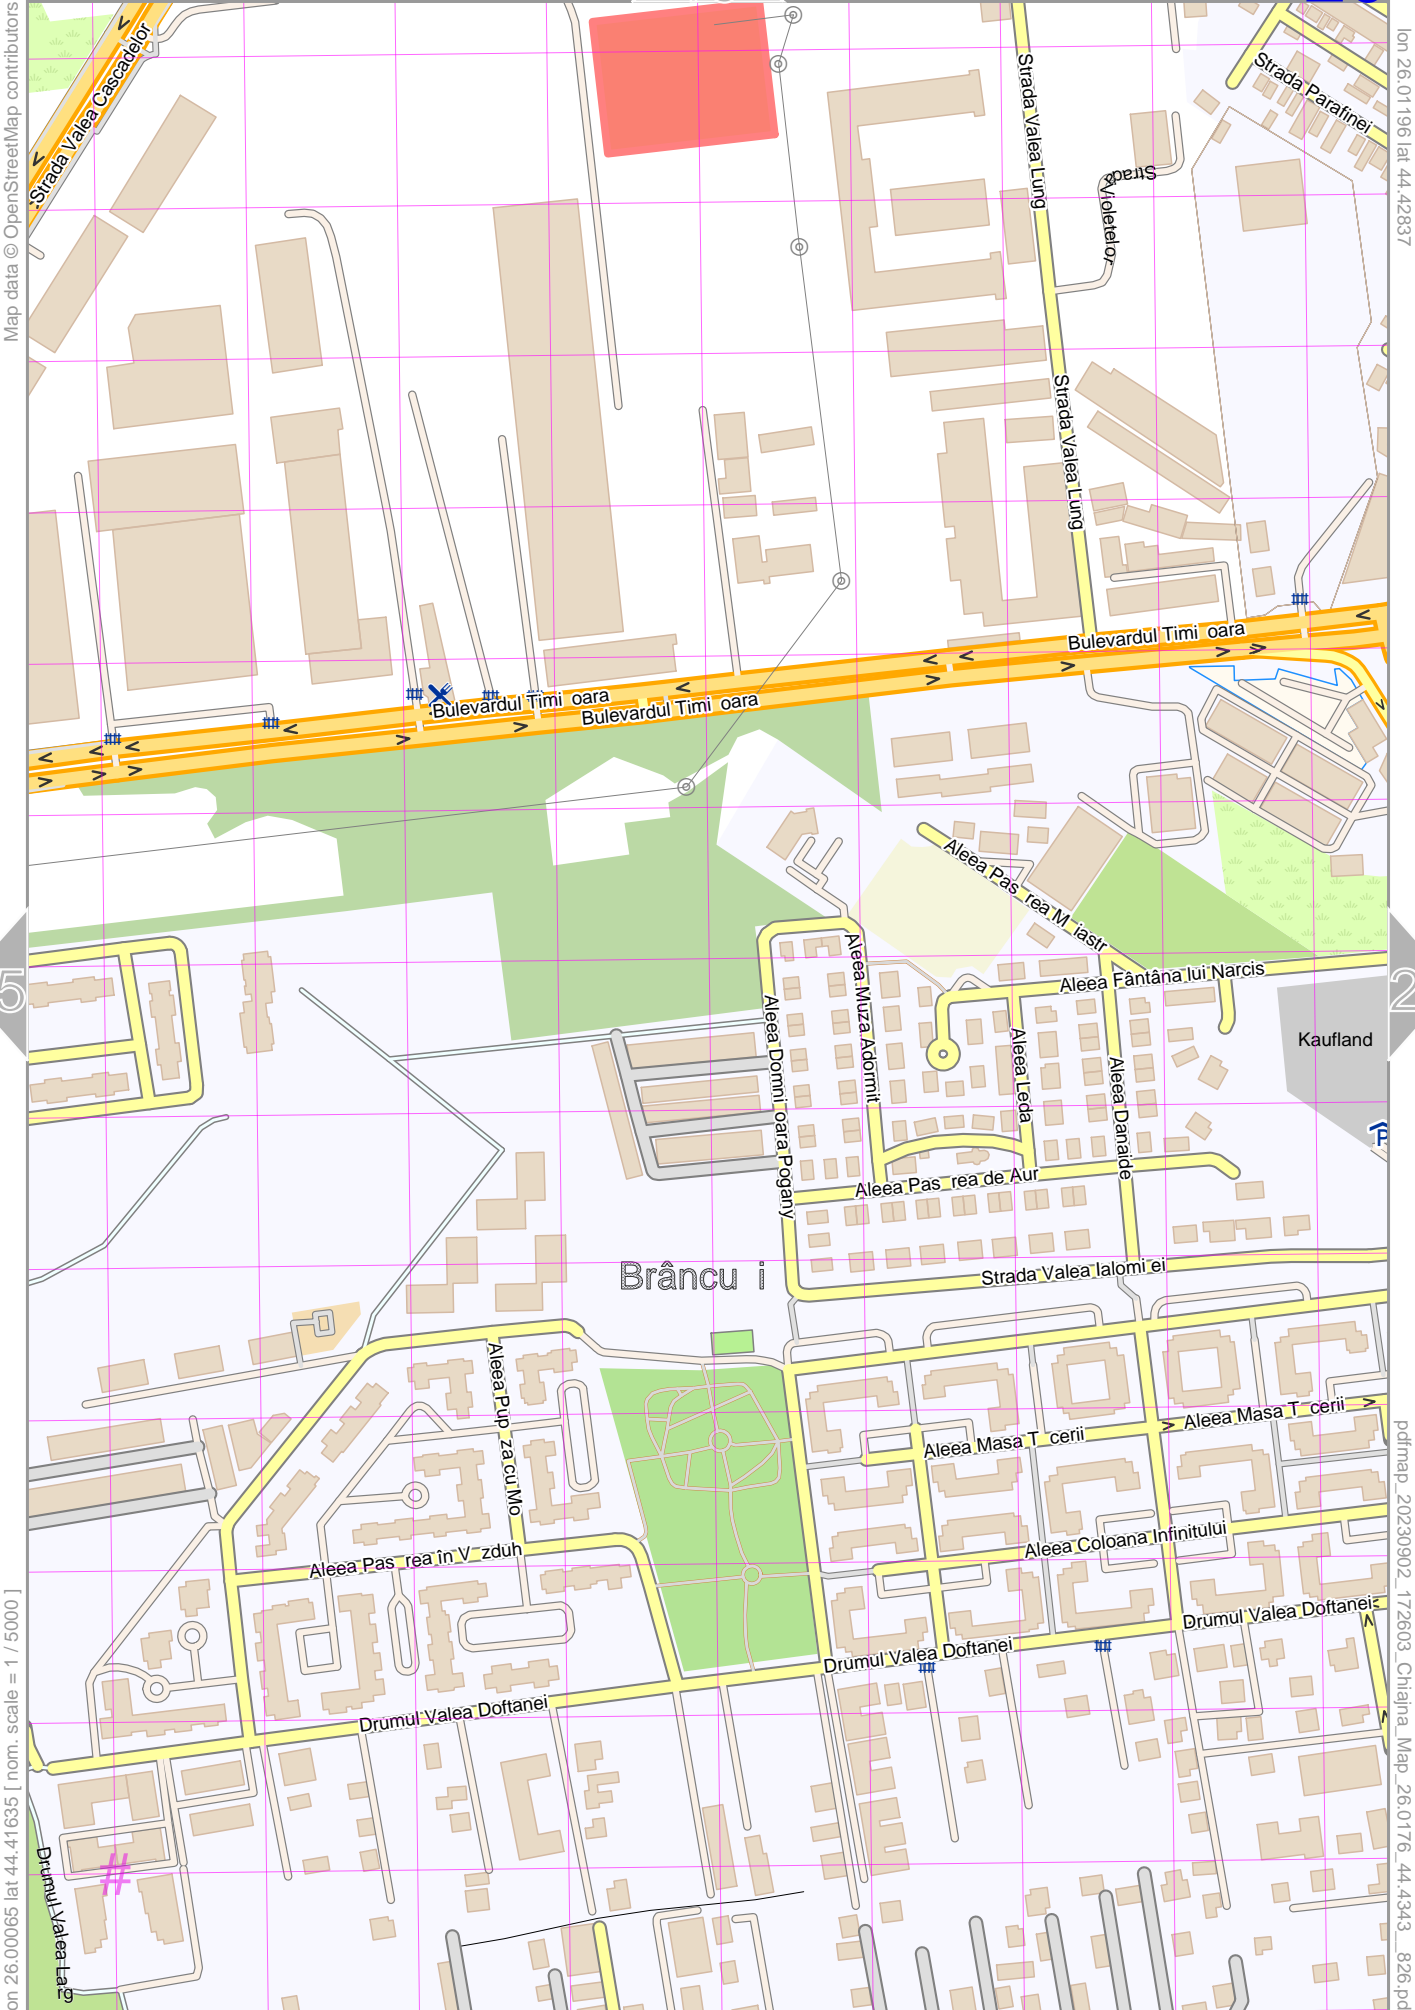 Map data © OpenStreetMap contributors
lon 26.01196 lat 44.42837
Strada Valea Cascadelor
Strada Valea Lung
Strada Parafinei
Strada
Violetelor
Strada Valea Lung
Bulevardul Timi oara
Bulevardul Timi oara
Bulevardul Timi oara
Aleea Pas rea M iastr
Aleea Muza Adormit
Aleea Fântâna lui Narcis
5
2
Aleea Domni oara Pogany
Aleea Leda
Aleea Danaide
Kaufland
P
Aleea Pas rea de Aur
Brâncu i
Strada Valea Ialomi ei
Aleea Pup za cu Mo
Aleea Masa T cerii
Aleea Masa T cerii
Aleea Coloana Infinitului
Aleea Pas rea în V zduh
Drumul Valea Doftanei
Drumul Valea Doftanei
Drumul Valea Doftanei
#
Drumul Valea Larg
on 26.00065 lat 44.41635 [ nom. scale = 1 / 5000 ]
pdfmap_20230902_172603_Chiajna_Map_26.0176_44.4343__826.pd